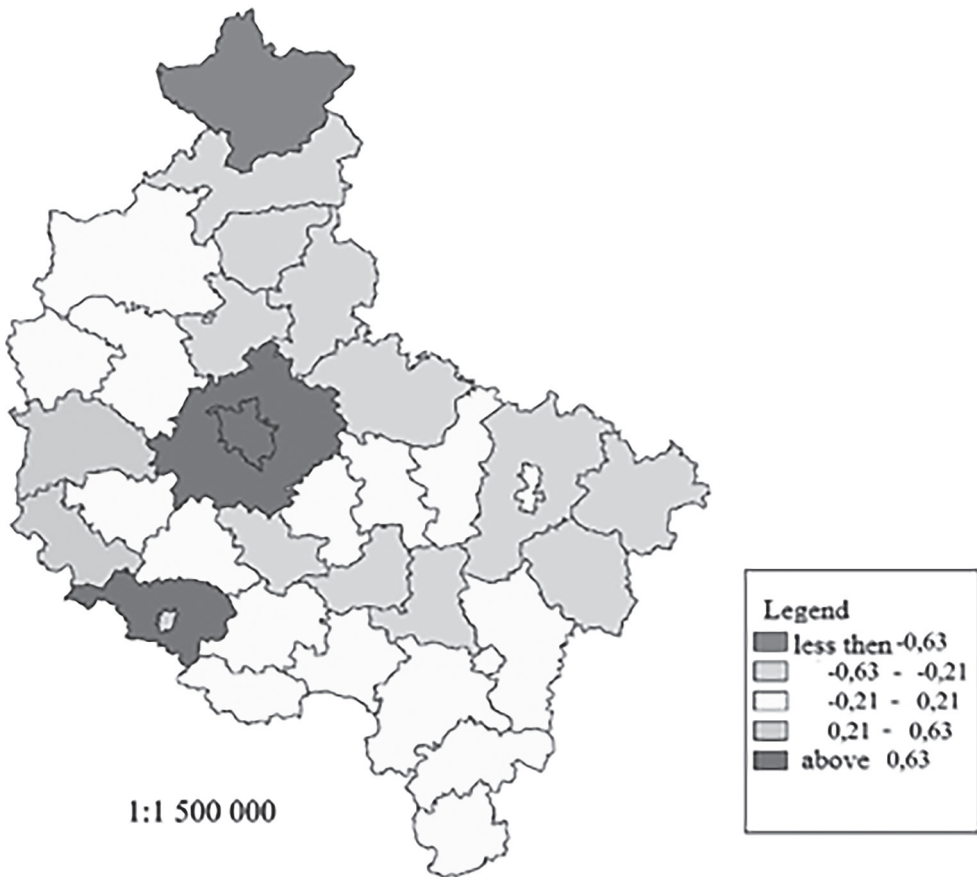 Legend
less then -0,63
-0,63 - -0,21
-0,21 - 0,21
0,21 - 0,63
above 0,63
1:1 500 000